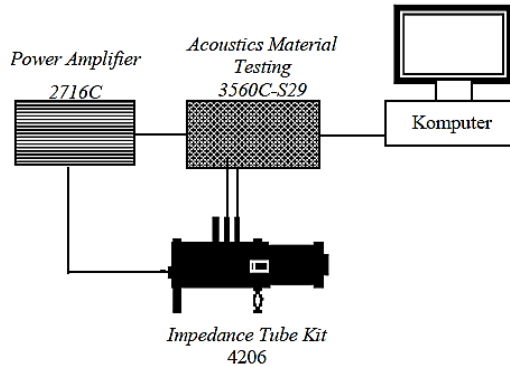 Power Amplifier
2716C
Acoustics Material
Testing
3560C-S29
Komputer
Impedance Tube Kit
4206